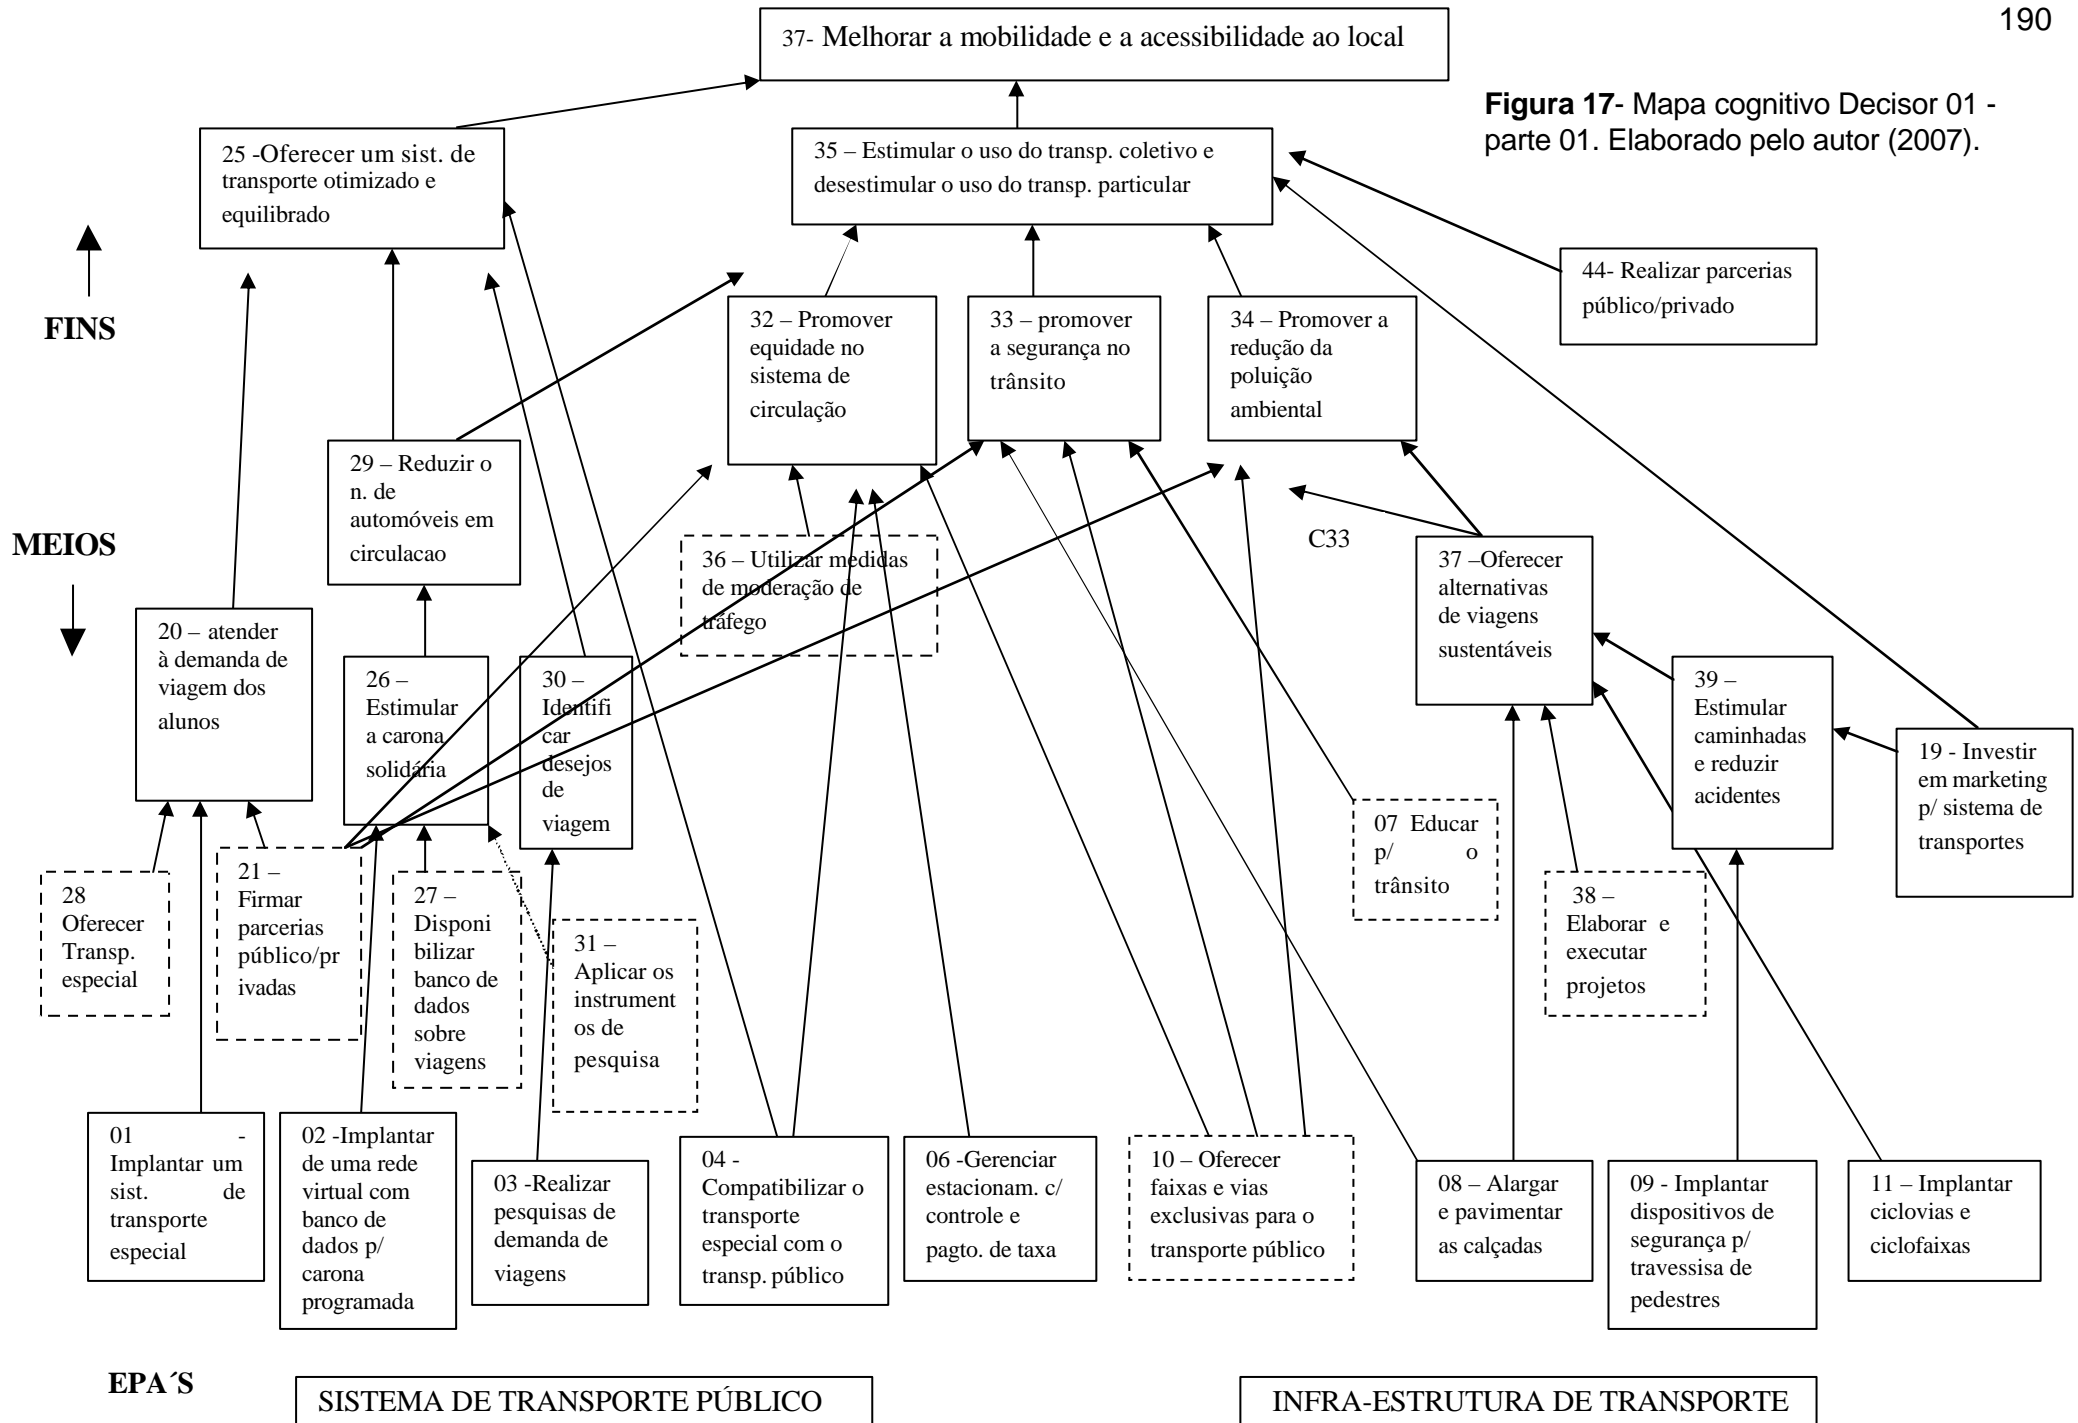 190
37- Melhorar a mobilidade e a acessibilidade ao local
Figura 17- Mapa cognitivo Decisor 01 -
parte 01. Elaborado pelo autor (2007).
25 -Oferecer um sist. de
transporte otimizado e
equilibrado
35 – Estimular o uso do transp. coletivo e
desestimular o uso do transp. particular
44- Realizar parcerias
público/privado
FINS
32 – Promover
equidade no
sistema de
circulação
33 – promover
a segurança no
trânsito
34 – Promover a
redução da
poluição
ambiental
29 – Reduzir o
n. de
automóveis em
circulacao
MEIOS
36 – Utilizar medidas
de moderação de
tráfego
C33
37 –Oferecer
alternativas
de viagens
sustentáveis
20 – atender
à demanda de
viagem dos
alunos
26 –
Estimular
a carona
solidária
30 –
Identifi
car
desejos
de
viagem
39 –
Estimular
caminhadas
e reduzir
acidentes
19 - Investir
em marketing
p/ sistema de
transportes
07 Educar
p/ o
trânsito
28
Oferecer
Transp.
especial
21 –
Firmar
parcerias
público/pr
ivadas
27 –
Disponi
bilizar
banco de
dados
sobre
viagens
31 –
Aplicar os
instrument
os de
pesquisa
38 –
Elaborar e
executar
projetos
01 -
Implantar um
sist. de
transporte
especial
02 -Implantar
de uma rede
virtual com
banco de
dados p/
carona
programada
03 -Realizar
pesquisas de
demanda de
viagens
04 -
Compatibilizar o
transporte
especial com o
transp. público
06 -Gerenciar
estacionam. c/
controle e
pagto. de taxa
10 – Oferecer
faixas e vias
exclusivas para o
transporte público
08 – Alargar
e pavimentar
as calçadas
09 - Implantar
dispositivos de
segurança p/
travessisa de
pedestres
11 – Implantar
ciclovias e
ciclofaixas
EPA´S
SISTEMA DE TRANSPORTE PÚBLICO
INFRA-ESTRUTURA DE TRANSPORTE